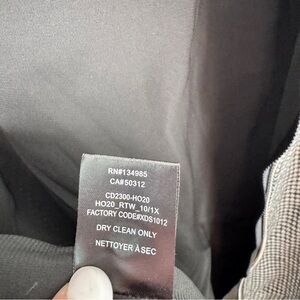 RN#134985
CA#50312
CD2300-HO20
HO20_RTW_10/1X
FACTORY CODE#XDS1012
DRY CLEAN ONLY
NETTOYER À SEC